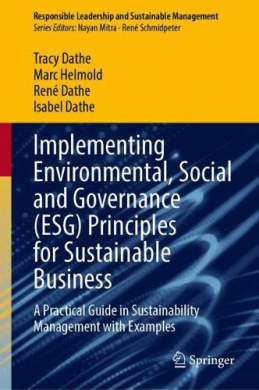 Responsible Leadership and Sustainable Management
Series Editors: Nayan Mitra · René Schmidpeter
Tracy Dathe
Marc Helmold
René Dathe
Isabel Dathe
Implementing
Environmental, Social
and Governance
(ESG) Principles
for Sustainable
Business
A Practical Guide in Sustainability
Management with Examples
Springer